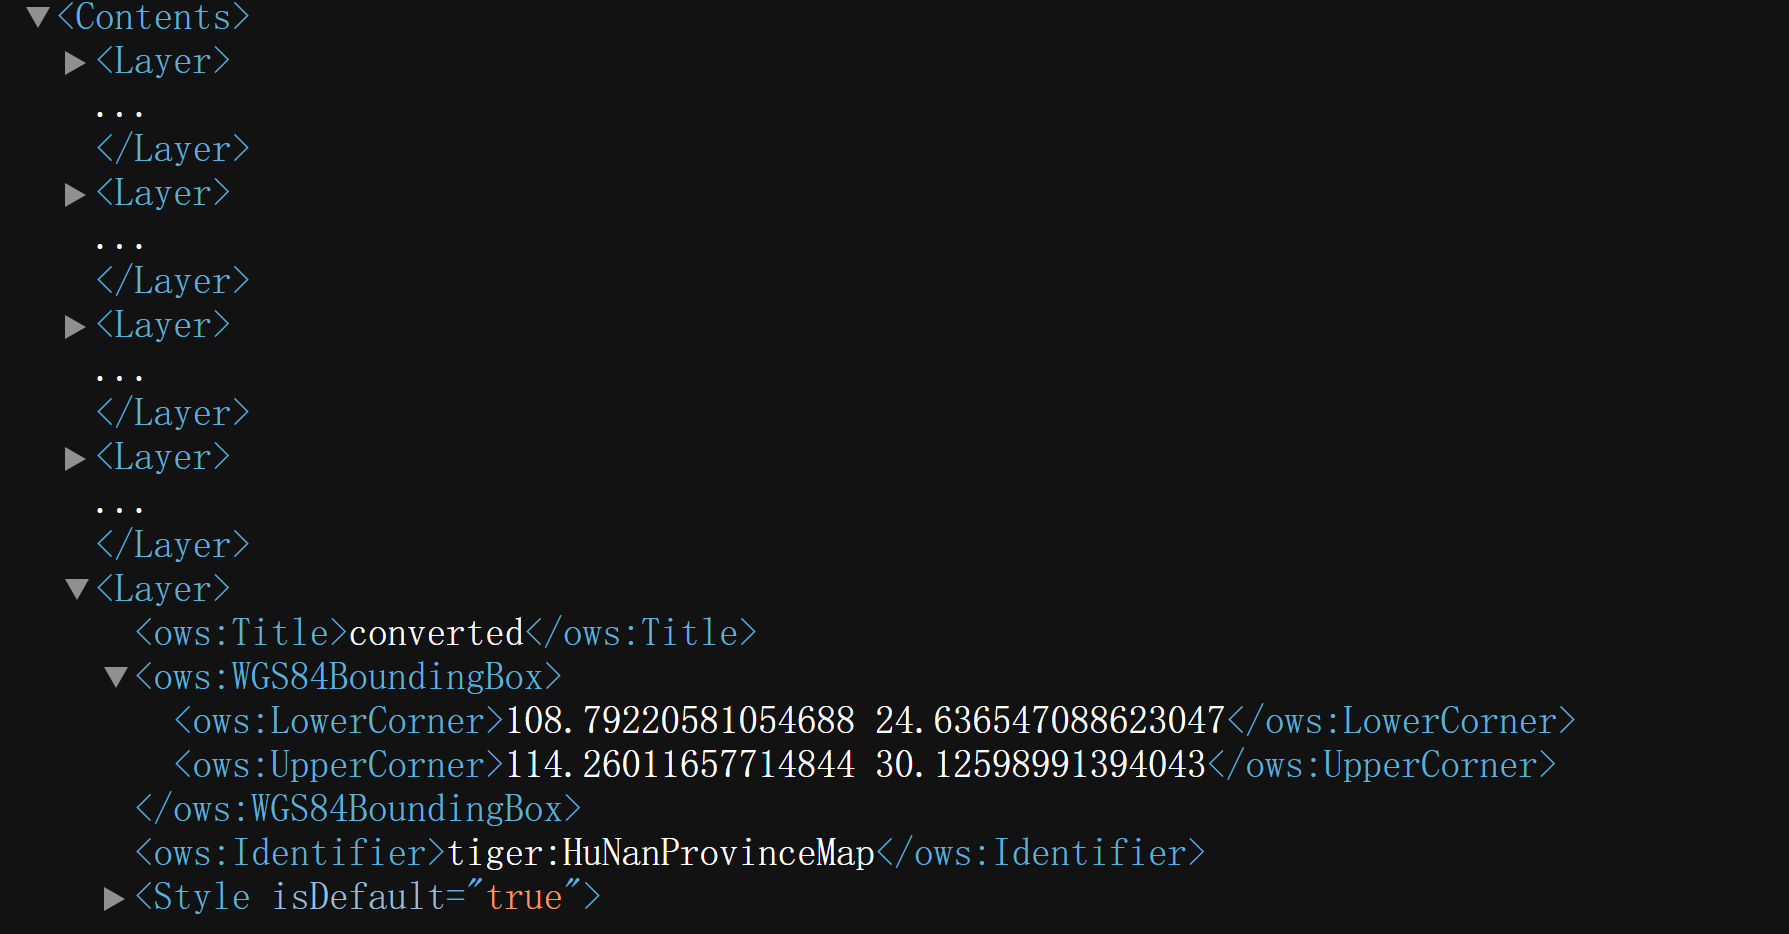 <Contents>
<Layer>
...
</Layer>
<Layer>
...
</Layer>
<Layer>
...
</Layer>
<Layer>
...
</Layer>
<Layer>
<ows:Title>converted</ows:Title>
<ows:WGS84BoundingBox>
<ows:LowerCorner>108.79220581054688 24.636547088623047</ows:LowerCorner>
<ows:UpperCorner>114.26011657714844 30.12598991394043</ows:UpperCorner>
</ows:WGS84BoundingBox>
<ows:Identifier>tiger:HuNanProvinceMap</ows:Identifier>
<Style isDefault="true">